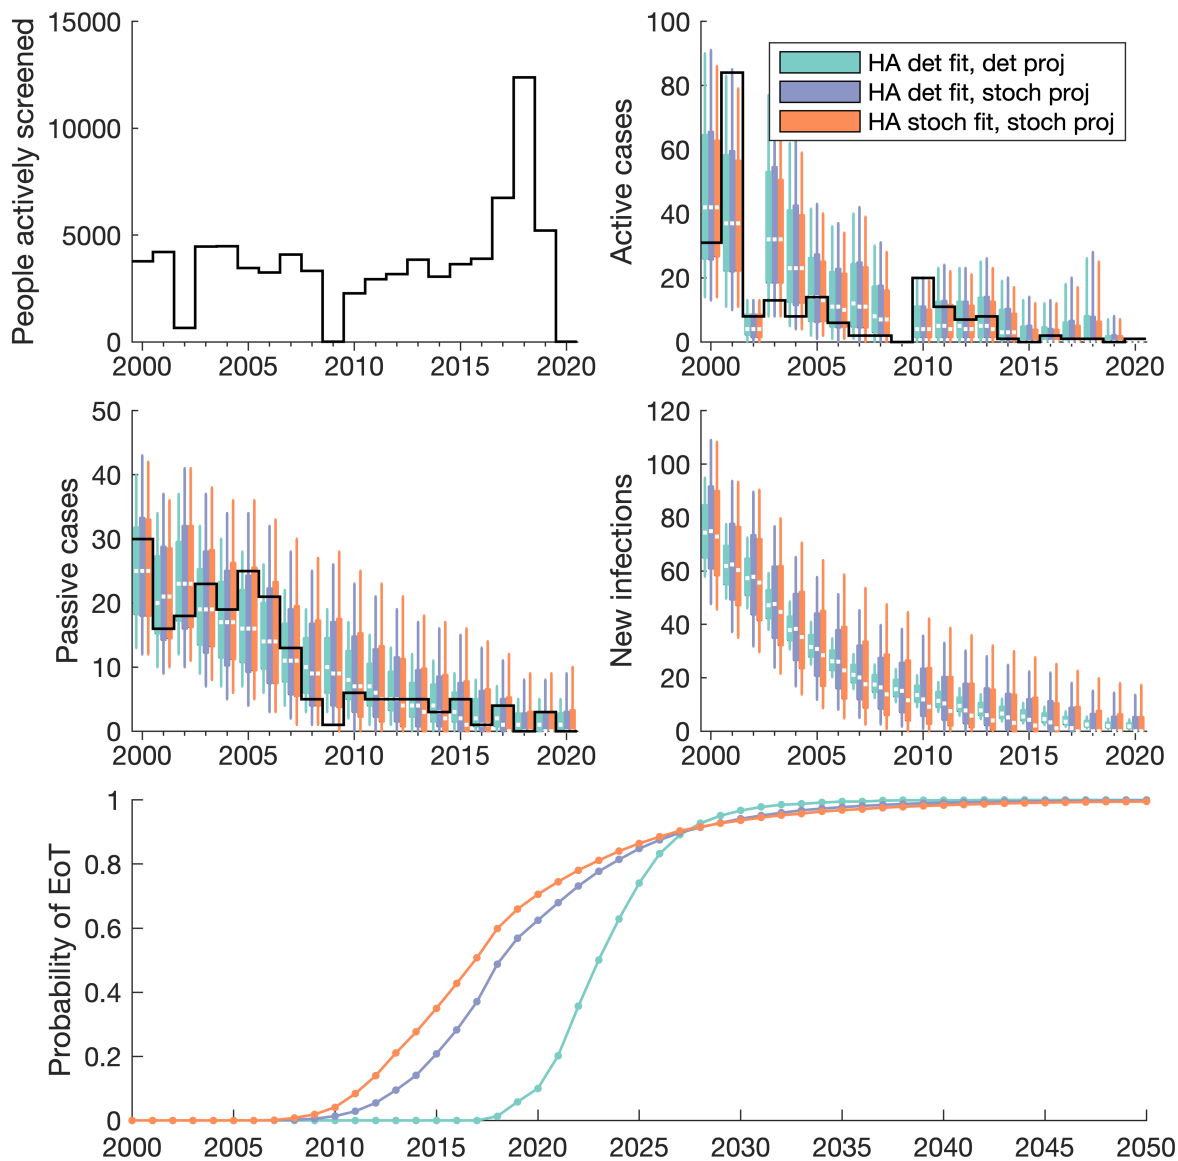 People actively screened
15000
10000
5000
0
2000 2005 2010 2015 2020
Active cases
100
80
60
40
20
0
2000 2005 2010 2015 2020
HA det fit, det proj
HA det fit, stoch proj
HA stoch fit, stoch proj
Passive cases
50
40
30
20
10
0
2000 2005 2010 2015 2020
New infections
120
100
80
60
40
20
0
2000 2005 2010 2015 2020
Probability of EoT
1
0.8
0.6
0.4
0.2
0
2000 2005 2010 2015 2020 2025 2030 2035 2040 2045 2050